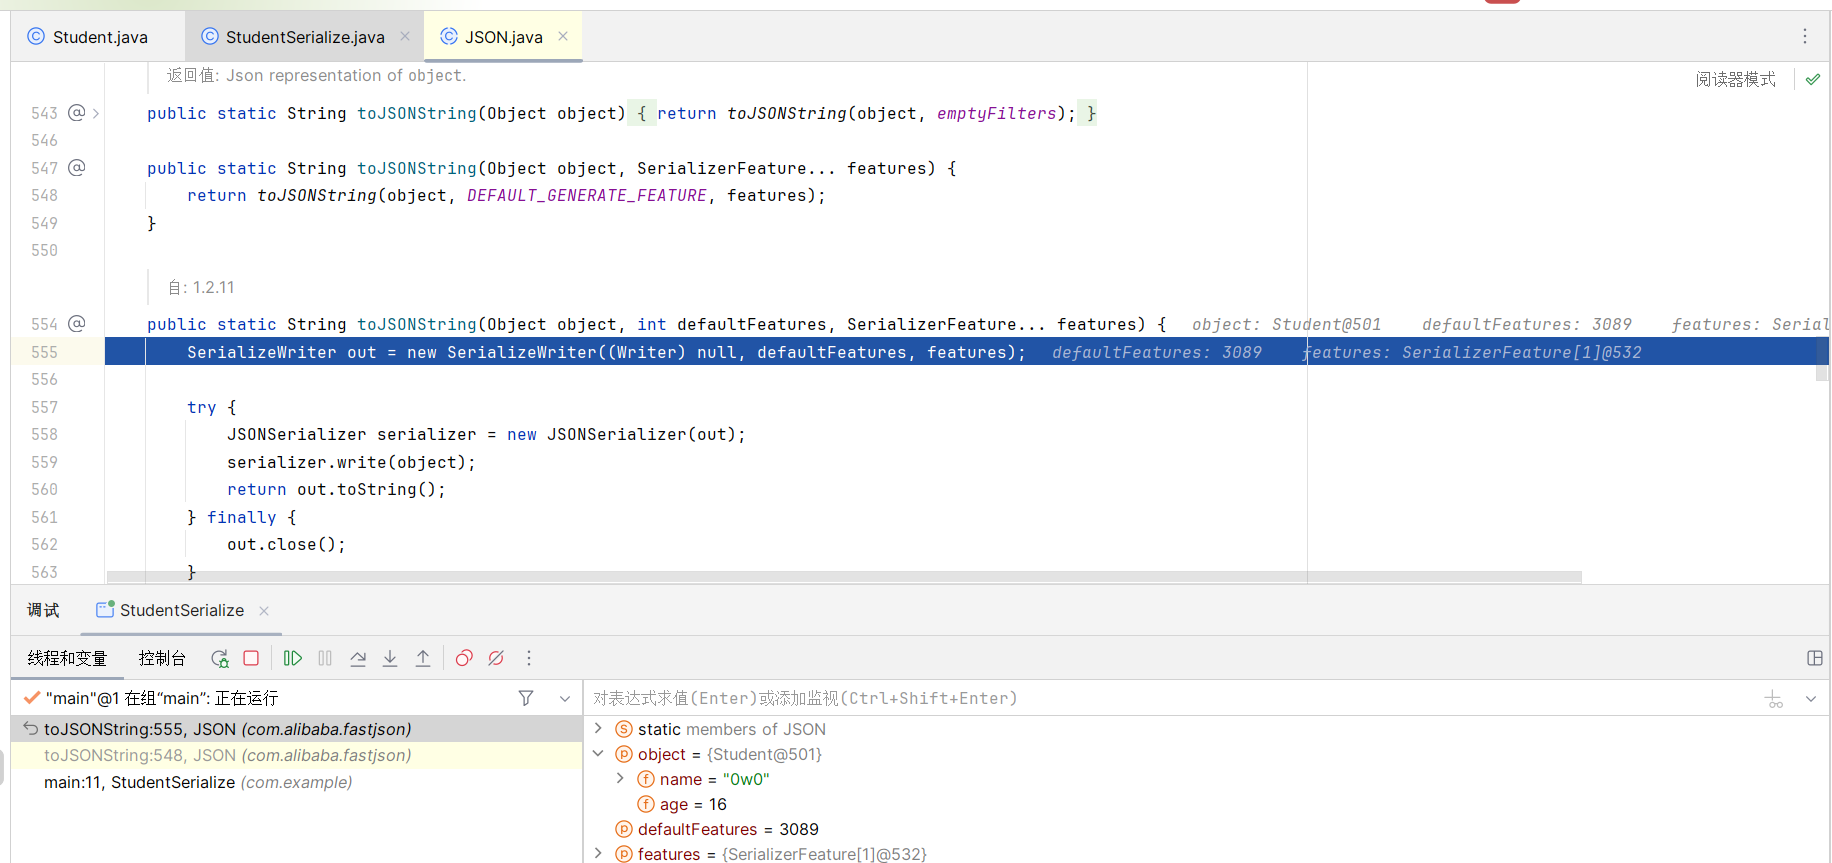 Student.java StudentSerialize.java JSON.java
返回值: Json representation of object.
阅读器模式
543 public static String toJSONString(Object object) { return toJSONString(object, emptyFilters); }
546
547 public static String toJSONString(Object object, SerializerFeature... features) {
548 return toJSONString(object, DEFAULT_GENERATE_FEATURE, features);
549 }
550
自: 1.2.11
554 public static String toJSONString(Object object, int defaultFeatures, SerializerFeature... features) { object: Student@501 defaultFeatures: 3089 features: Serial
555 SerializeWriter out = new SerializeWriter((Writer) null, defaultFeatures, features); defaultFeatures: 3089 features: SerializerFeature[1]@532
556
557 try {
558 JSONSerializer serializer = new JSONSerializer(out);
559 serializer.write(object);
560 return out.toString();
561 } finally {
562 out.close();
563 }
调试 StudentSerialize
线程和变量 控制台
"main"@1 在组“main”: 正在运行
toJSONString:555, JSON (com.alibaba.fastjson)
toJSONString:548, JSON (com.alibaba.fastjson)
main:11, StudentSerialize (com.example)
对表达式求值(Enter)或添加监视(Ctrl+Shift+Enter)
static members of JSON
object = {Student@501}
name = "0w0"
age = 16
defaultFeatures = 3089
features = {SerializerFeature[1]@532}